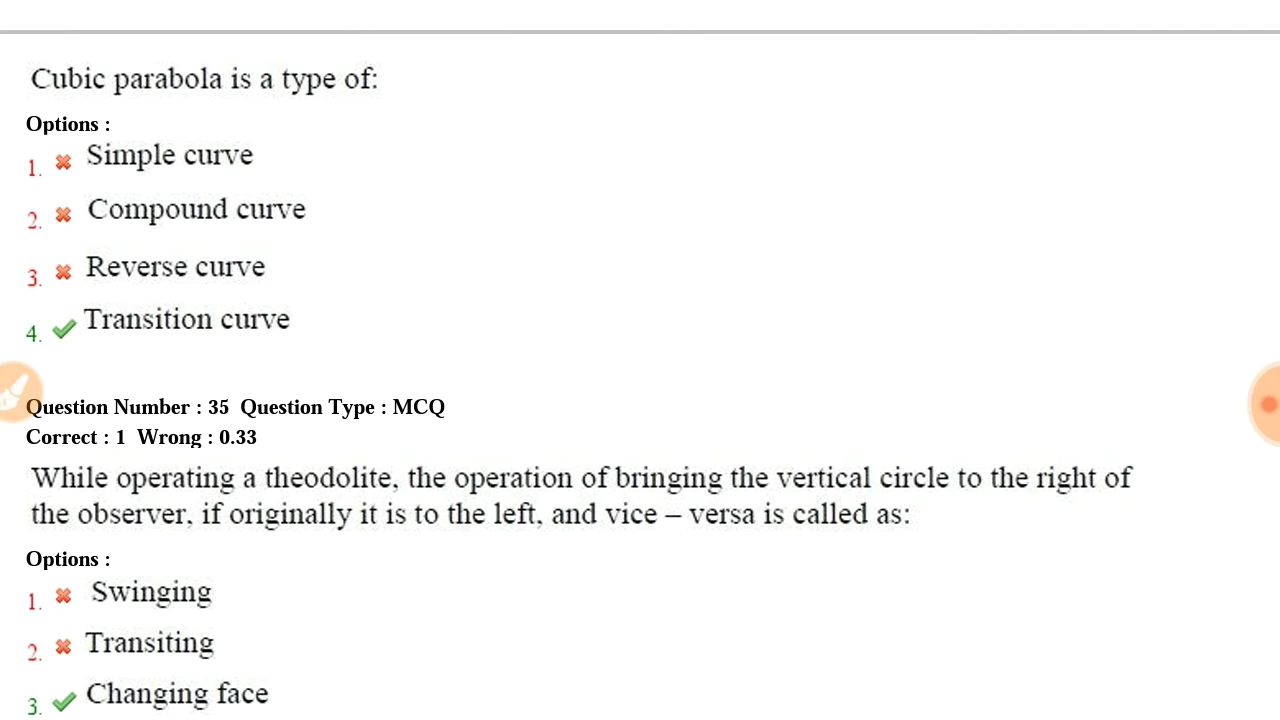 Cubic parabola is a type of:
Options :
1. Simple curve
2. Compound curve
3. Reverse curve
4. Transition curve
Question Number : 35 Question Type : MCQ
Correct : 1 Wrong : 0.33
While operating a theodolite, the operation of bringing the vertical circle to the right of
the observer, if originally it is to the left, and vice – versa is called as:
Options :
1. Swinging
2. Transiting
3. Changing face